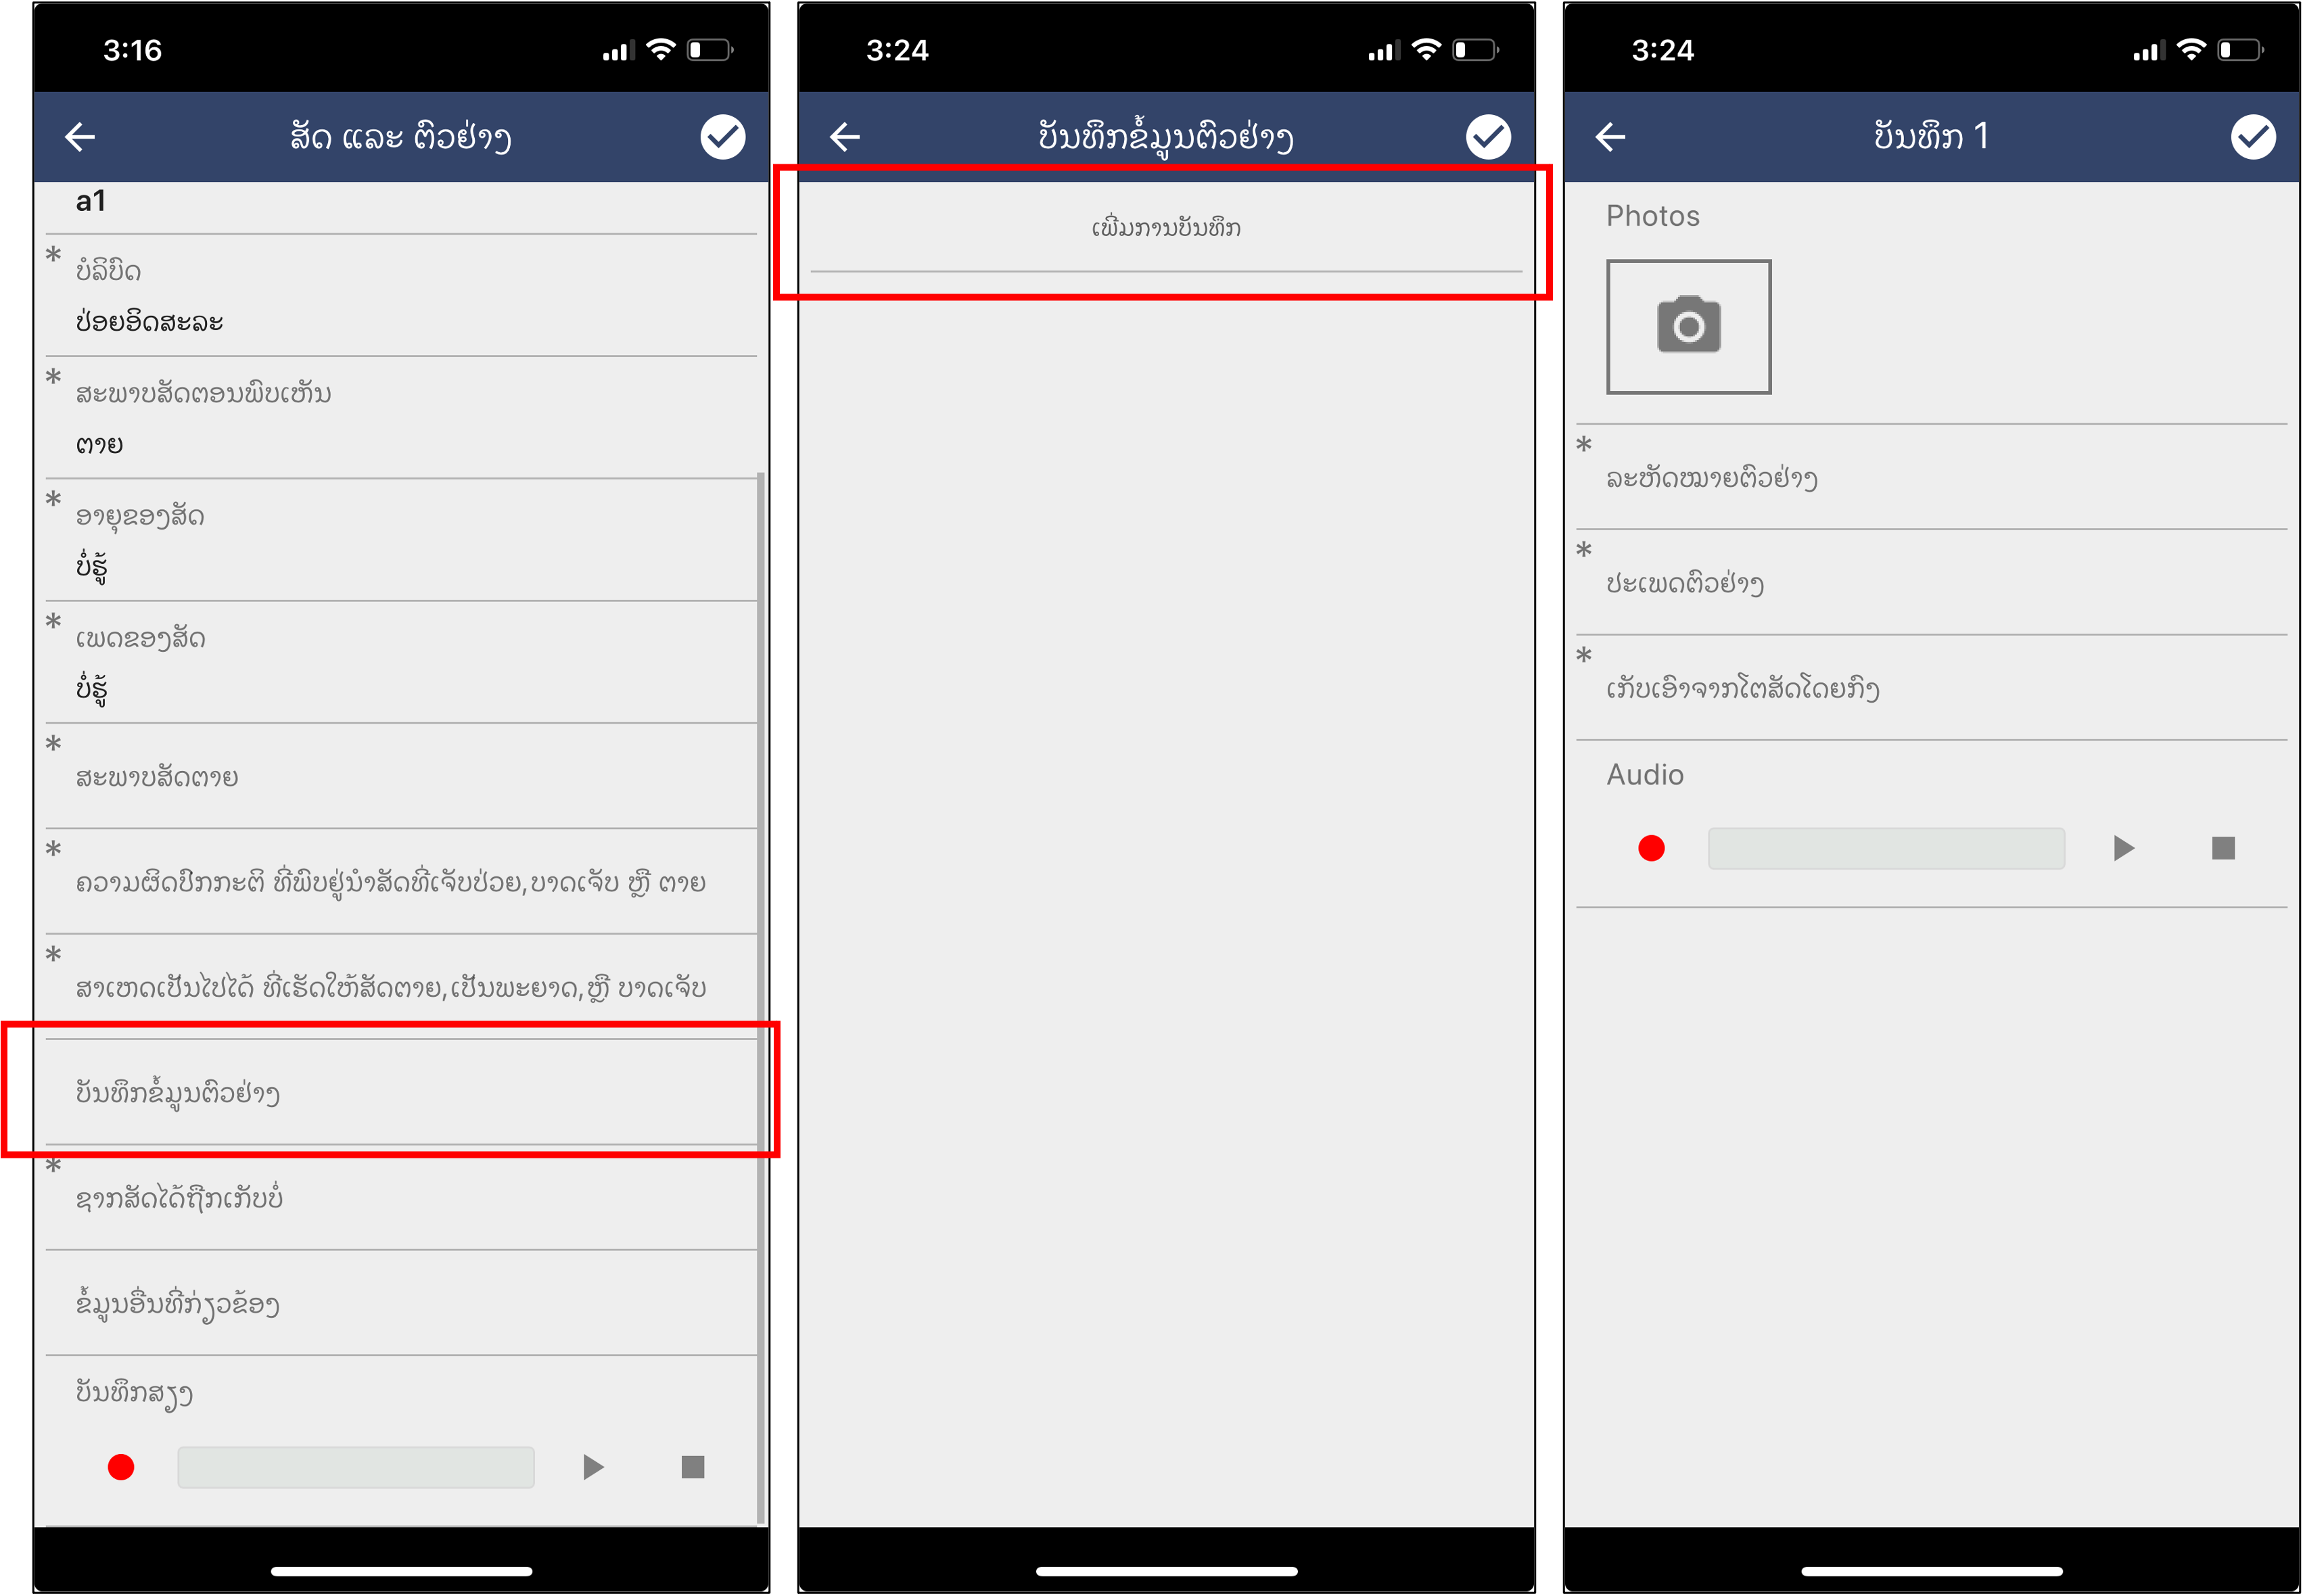 3:16
ສັດ ແລະ ຕົວຢ່າງ
a1
* ບໍລິບົດ
ປ່ອຍອິດສະລະ
* ສະພາບສັດຕອນພົບເຫັນ
ຕາຍ
* ອາຍຸຂອງສັດ
ບໍ່ຮູ້
* ເພດຂອງສັດ
ບໍ່ຮູ້
* ສະພາບສັດຕາຍ
* ຄວາມຜິດປົກກະຕິ ທີ່ພົບຢູ່ນໍາສັດທີ່ເຈັບປ່ວຍ,ບາດເຈັບ ຫຼື ຕາຍ
* ສາເຫດເປັນໄປໄດ້ ທີ່ເຮັດໃຫ້ສັດຕາຍ,ເປັນພະຍາດ,ຫຼື ບາດເຈັບ
ບັນທຶກຂໍ້ມູນຕົວຢ່າງ
* ຊາກສັດໄດ້ຖືກເກັບບໍ່
ຂໍ້ມູນອື່ນທີ່ກ່ຽວຂ້ອງ
ບັນທຶກສຽງ
3:24
ບັນທຶກຂໍ້ມູນຕົວຢ່າງ
ເພີ່ມການບັນທຶກ
3:24
ບັນທຶກ 1
Photos
* ລະຫັດໝາຍຕົວຢ່າງ
* ປະເພດຕົວຢ່າງ
* ເກັບເອົາຈາກໂຕສັດໂດຍກົງ
Audio